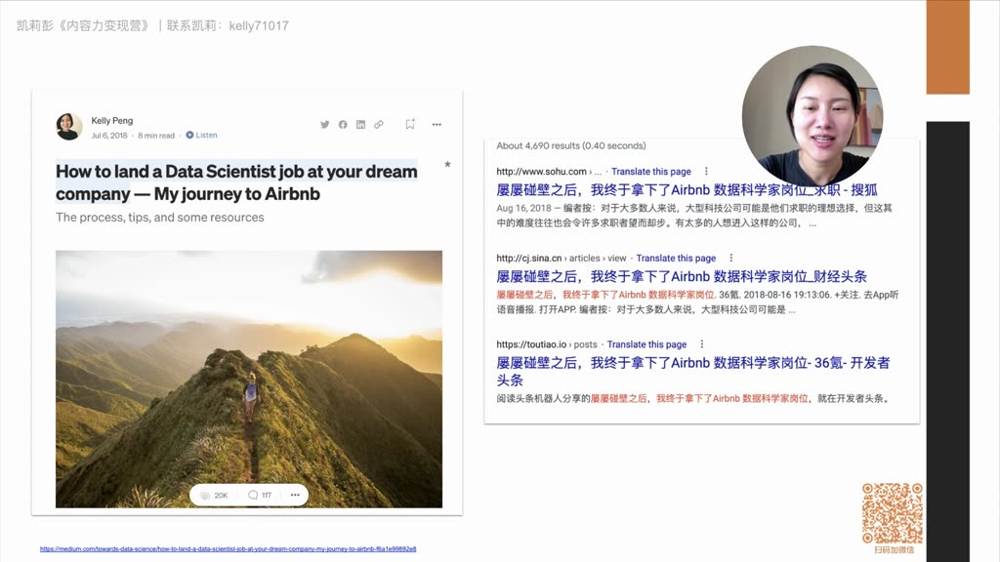 凯莉彭《内容力变现营》｜联系凯莉：kelly71017
Kelly Peng
Jul 6, 2018 · 8 min read · Listen
How to land a Data Scientist job at your dream
company — My journey to Airbnb
*
The process, tips, and some resources
20K 117
https://medium.com/towards-data-science/how-to-land-a-data-scientist-job-at-your-dream-company-my-journey-to-airbnb-f6a1e99892e8
About 4,690 results (0.40 seconds)
http://www.sohu.com › ... · Translate this page
屡屡碰壁之后，我终于拿下了Airbnb 数据科学家岗位_求职 - 搜狐
Aug 16, 2018 — 编者按：对于大多数人来说，大型科技公司可能是他们求职的理想选择，但这其
中的难度往往也会令许多求职者望而却步。有太多的人想进入这样的公司， ...
http://cj.sina.cn › articles › view · Translate this page
屡屡碰壁之后，我终于拿下了Airbnb 数据科学家岗位_财经头条
屡屡碰壁之后，我终于拿下了Airbnb 数据科学家岗位. 36氪. 2018-08-16 19:13:06. +关注. 去App听
语音播报. 打开APP. 编者按：对于大多数人来说，大型科技公司可能是 ...
https://toutiao.io › posts · Translate this page
屡屡碰壁之后，我终于拿下了Airbnb 数据科学家岗位- 36氪- 开发者
头条
阅读头条机器人分享的屡屡碰壁之后，我终于拿下了Airbnb 数据科学家岗位，就在开发者头条。
扫码加微信